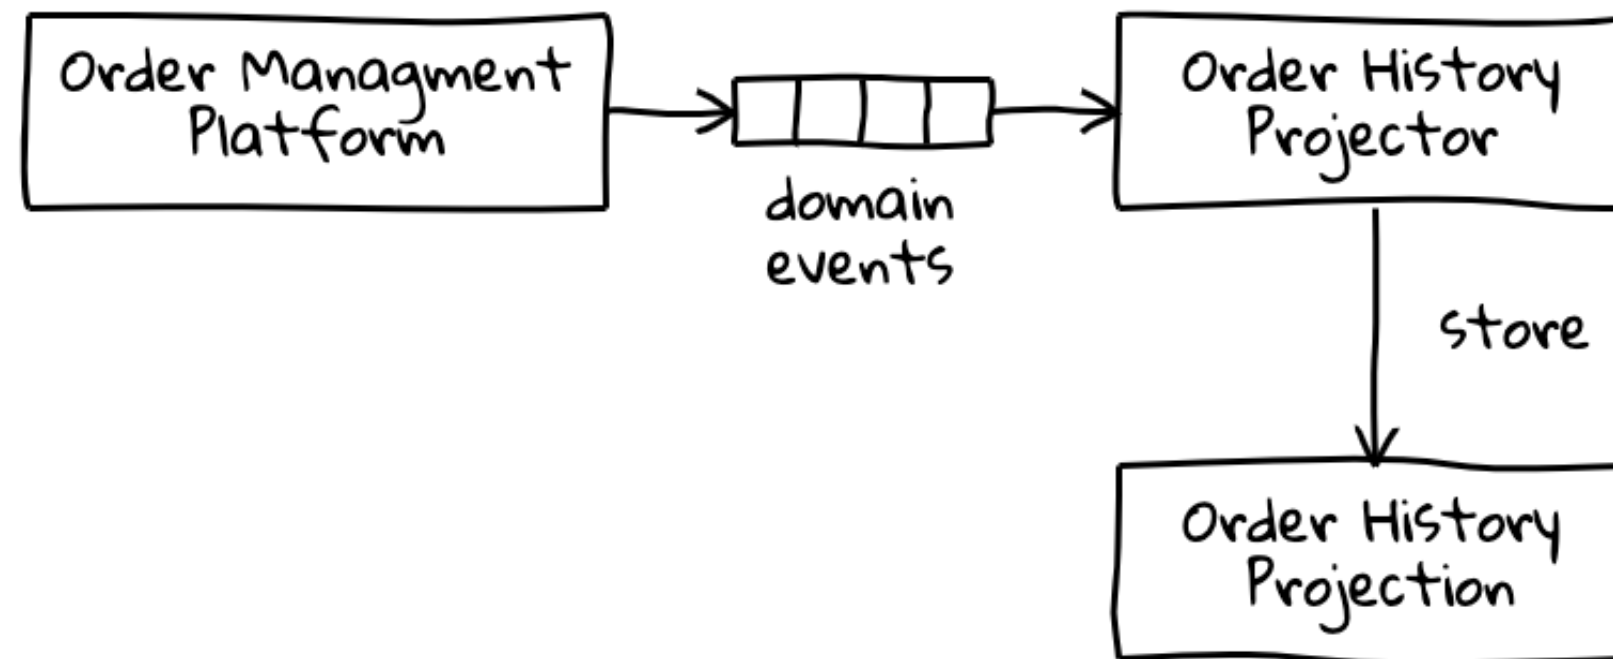 Order Managment
Platform
domain
events
Order History
Projector
store
Order History
Projection